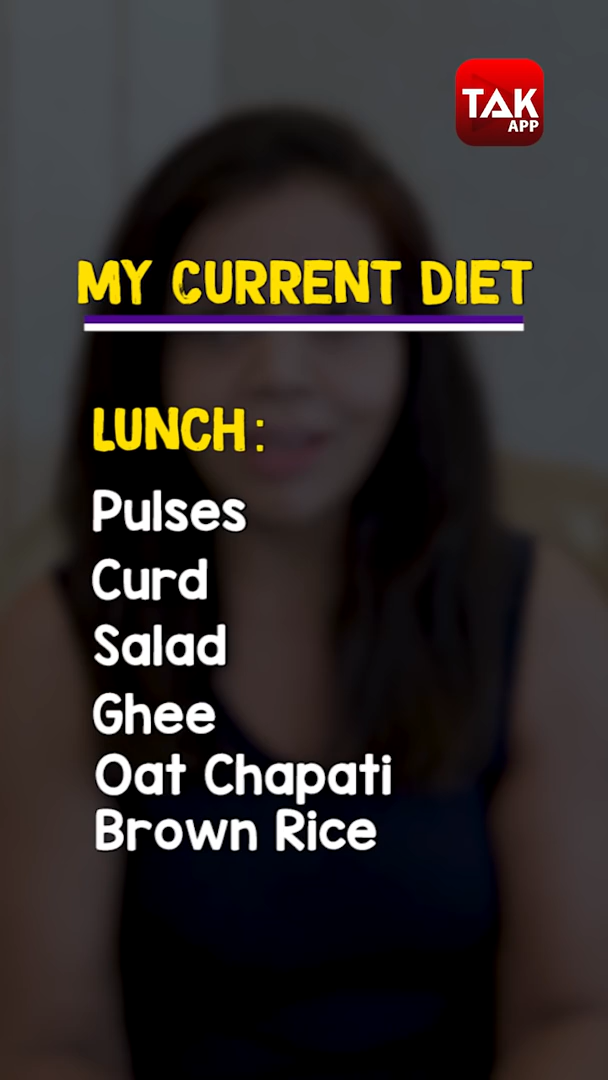 TAK
APP
MY CURRENT DIET
LUNCH:
Pulses
Curd
Salad
Ghee
Oat Chapati
Brown Rice